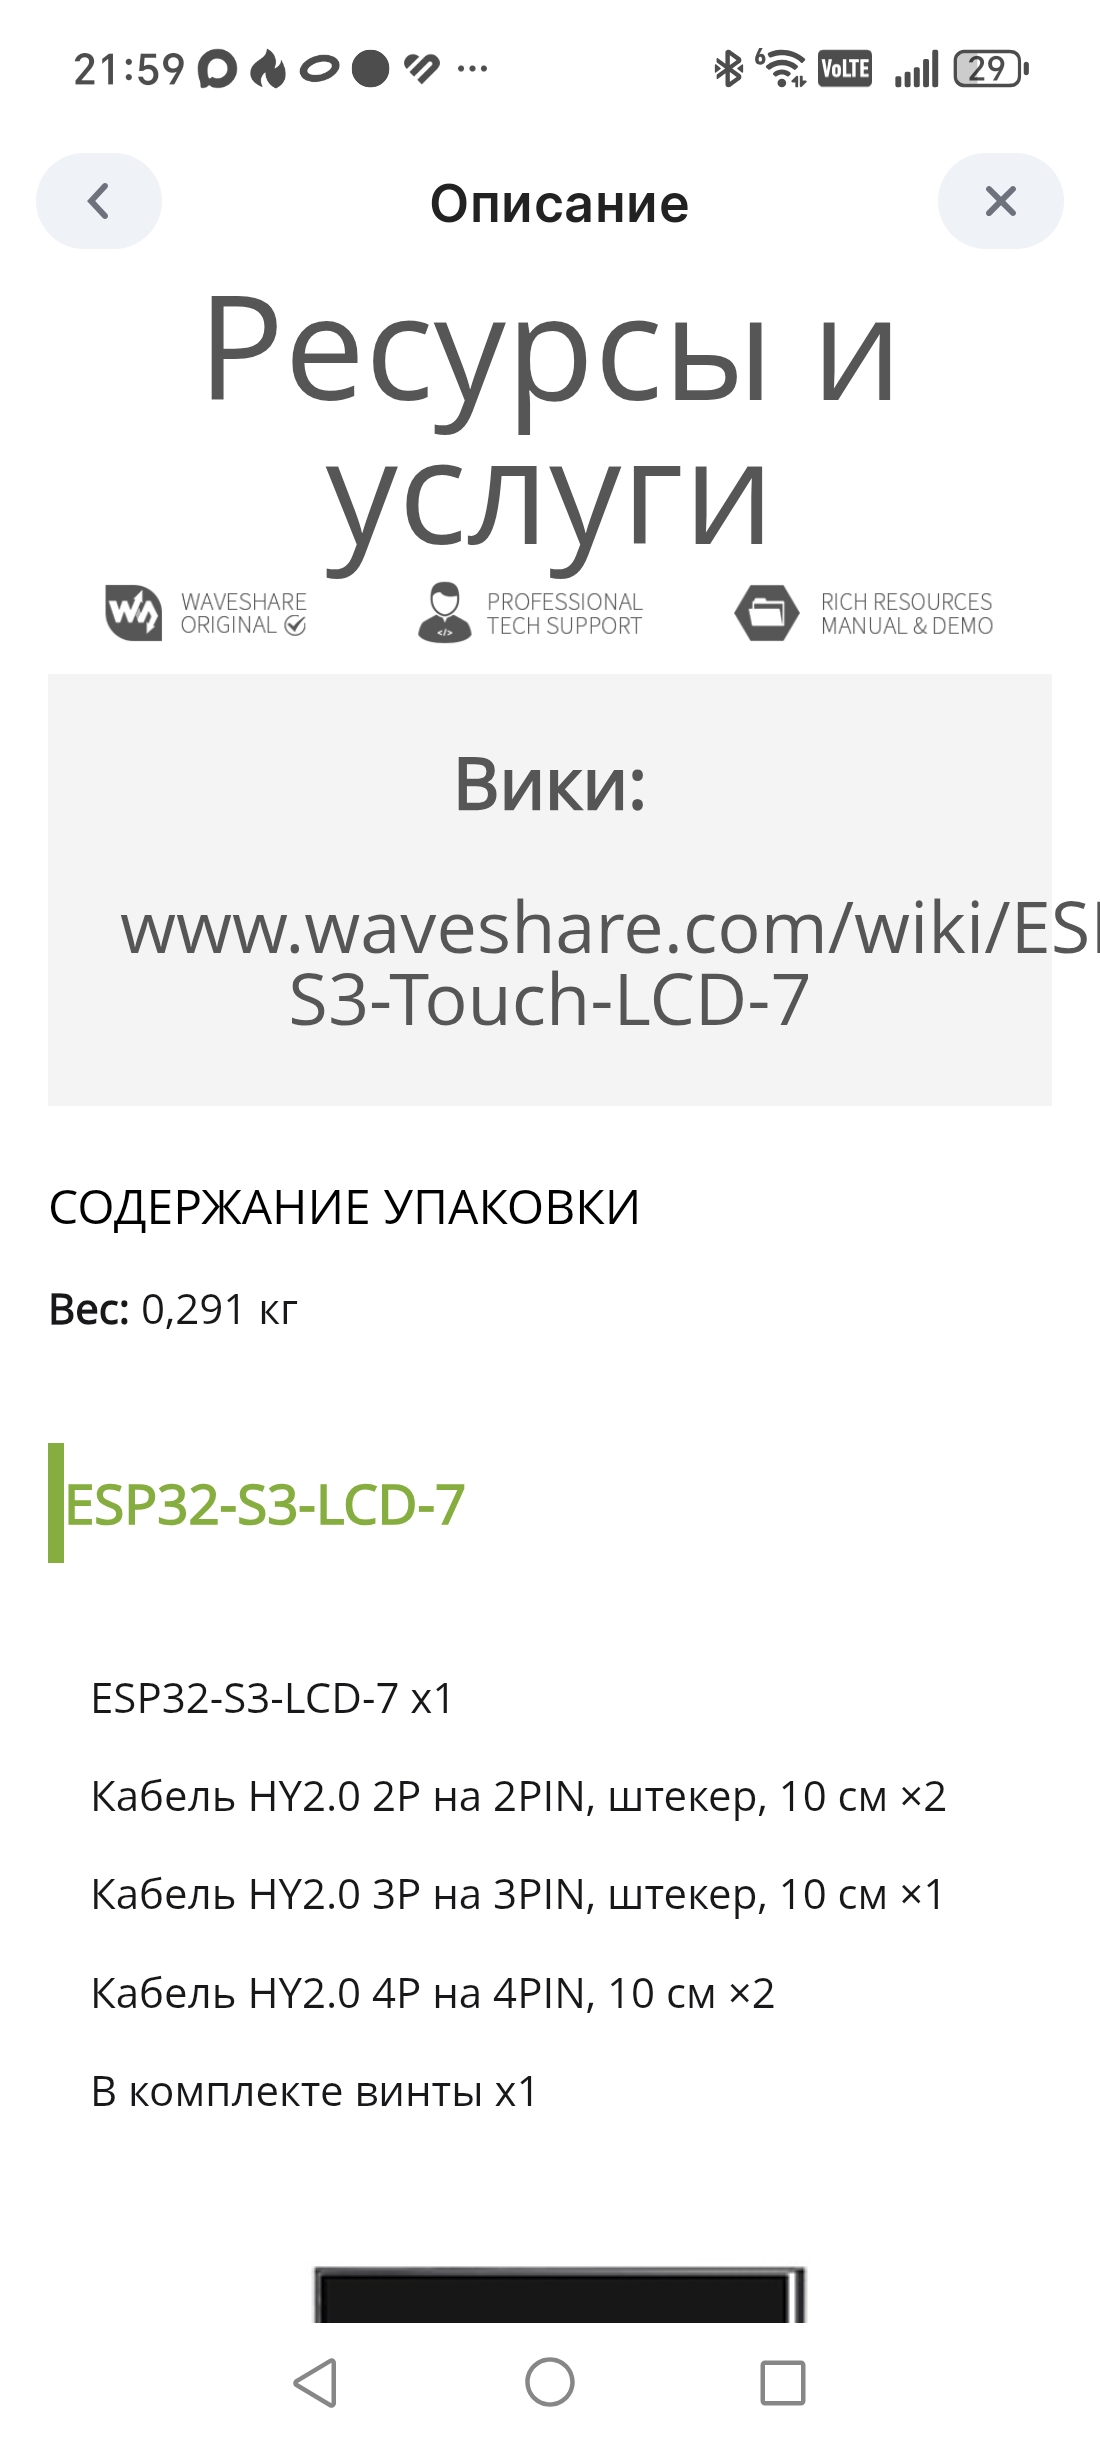 21:59
6
VoLTE
29
Описание
Ресурсы и
услуги
WAVESHARE
ORIGINAL
PROFESSIONAL
TECH SUPPORT
RICH RESOURCES
MANUAL & DEMO
Вики:
www.waveshare.com/wiki/ES
S3-Touch-LCD-7
СОДЕРЖАНИЕ УПАКОВКИ
Вес: 0,291 кг
ESP32-S3-LCD-7
ESP32-S3-LCD-7 x1
Кабель HY2.0 2P на 2PIN, штекер, 10 см ×2
Кабель HY2.0 3P на 3PIN, штекер, 10 см ×1
Кабель HY2.0 4P на 4PIN, 10 см ×2
В комплекте винты x1